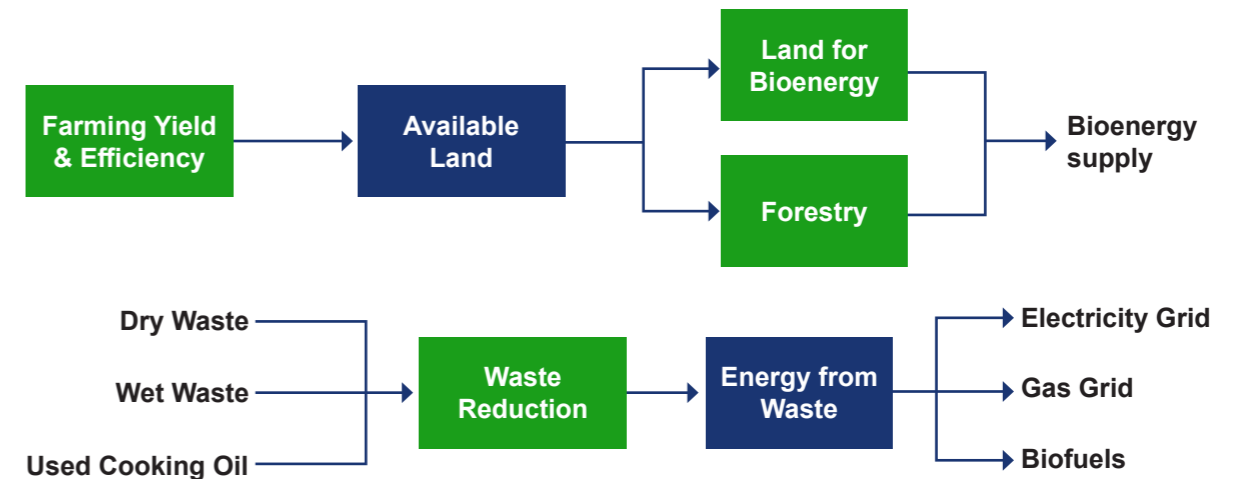 Farming Yield
& Efficiency
Available
Land
Land for
Bioenergy
Forestry
Bioenergy
supply
Dry Waste
Wet Waste
Used Cooking Oil
Waste
Reduction
Energy from
Waste
Electricity Grid
Gas Grid
Biofuels